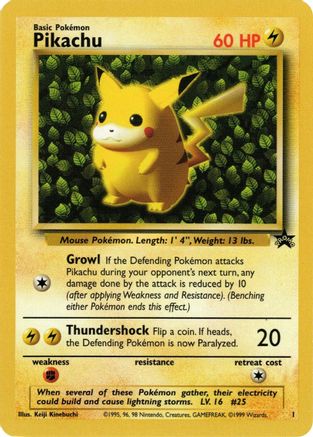 Basic Pokémon
Pikachu 60 HP
Mouse Pokémon. Length: 1' 4", Weight: 13 lbs.
Growl If the Defending Pokémon attacks
Pikachu during your opponent's next turn, any
damage done by the attack is reduced by 10
(after applying Weakness and Resistance). (Benching
either Pokémon ends this effect.)
Thundershock Flip a coin. If heads,
the Defending Pokémon is now Paralyzed. 20
weakness resistance retreat cost
When several of these Pokémon gather, their electricity
could build and cause lightning storms. LV. 16 #25
Illus. Keiji Kinebuchi ©1995, 96, 98 Nintendo, Creatures, GAMEFREAK. ©1999 Wizards. 1